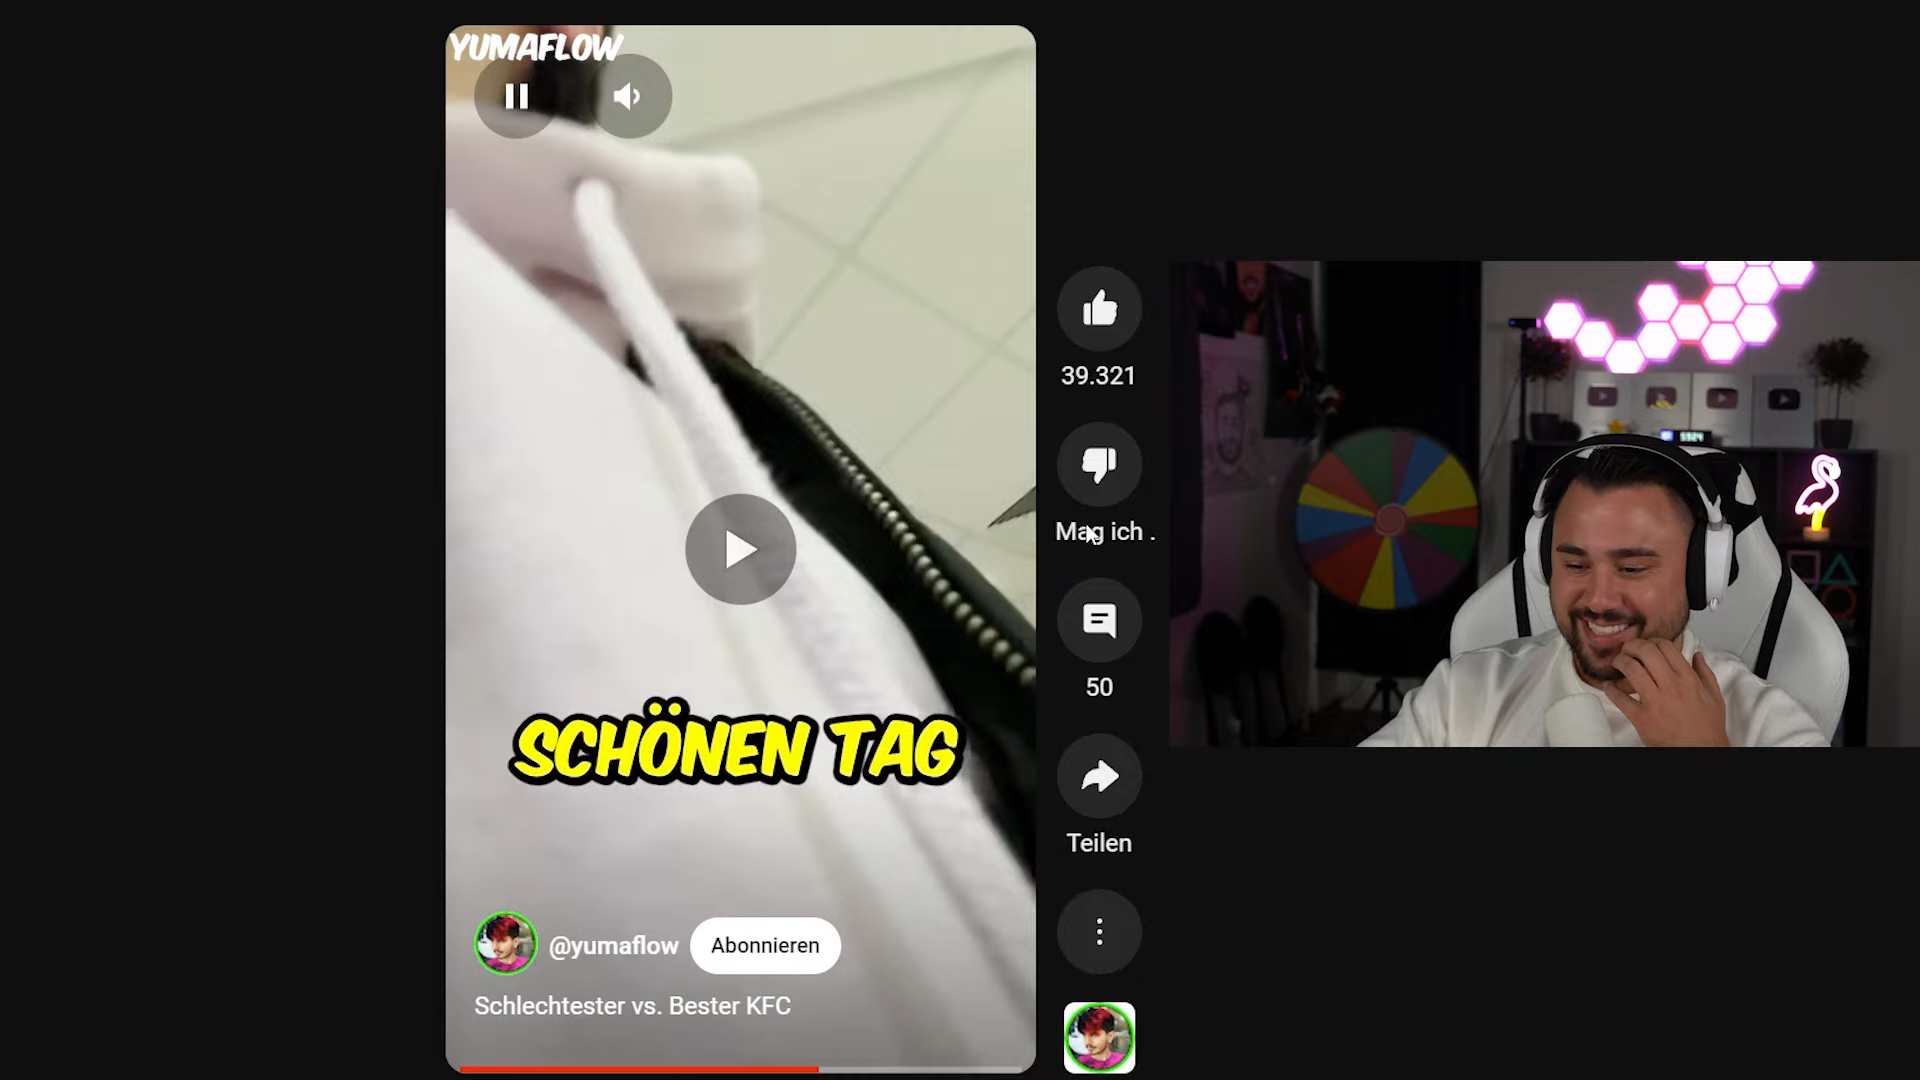 YUMAFLOW
39.321
Mag ich .
50
SCHÖNEN TAG
Teilen
@yumaflow
Abonnieren
Schlechtester vs. Bester KFC